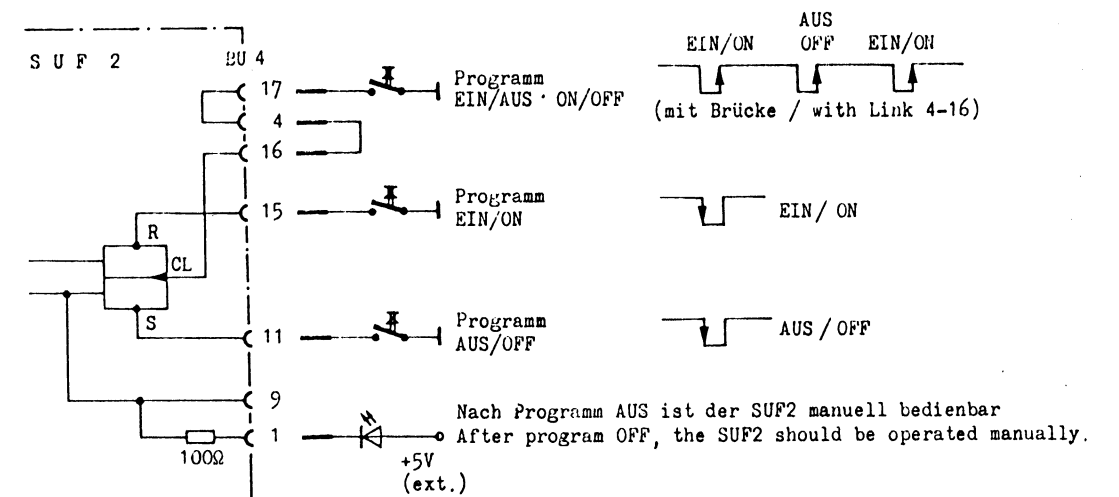 S U F 2
BU 4
17
Programm
EIN/AUS · ON/OFF
EIN/ON
AUS
OFF
EIN/ON
(mit Brücke / with Link 4-16)
4
16
15
Programm
EIN/ON
EIN/ ON
R
CL
S
11
Programm
AUS/OFF
AUS / OFF
9
1
100Ω
+5V
(ext.)
Nach Programm AUS ist der SUF2 manuell bedienbar
After program OFF, the SUF2 should be operated manually.